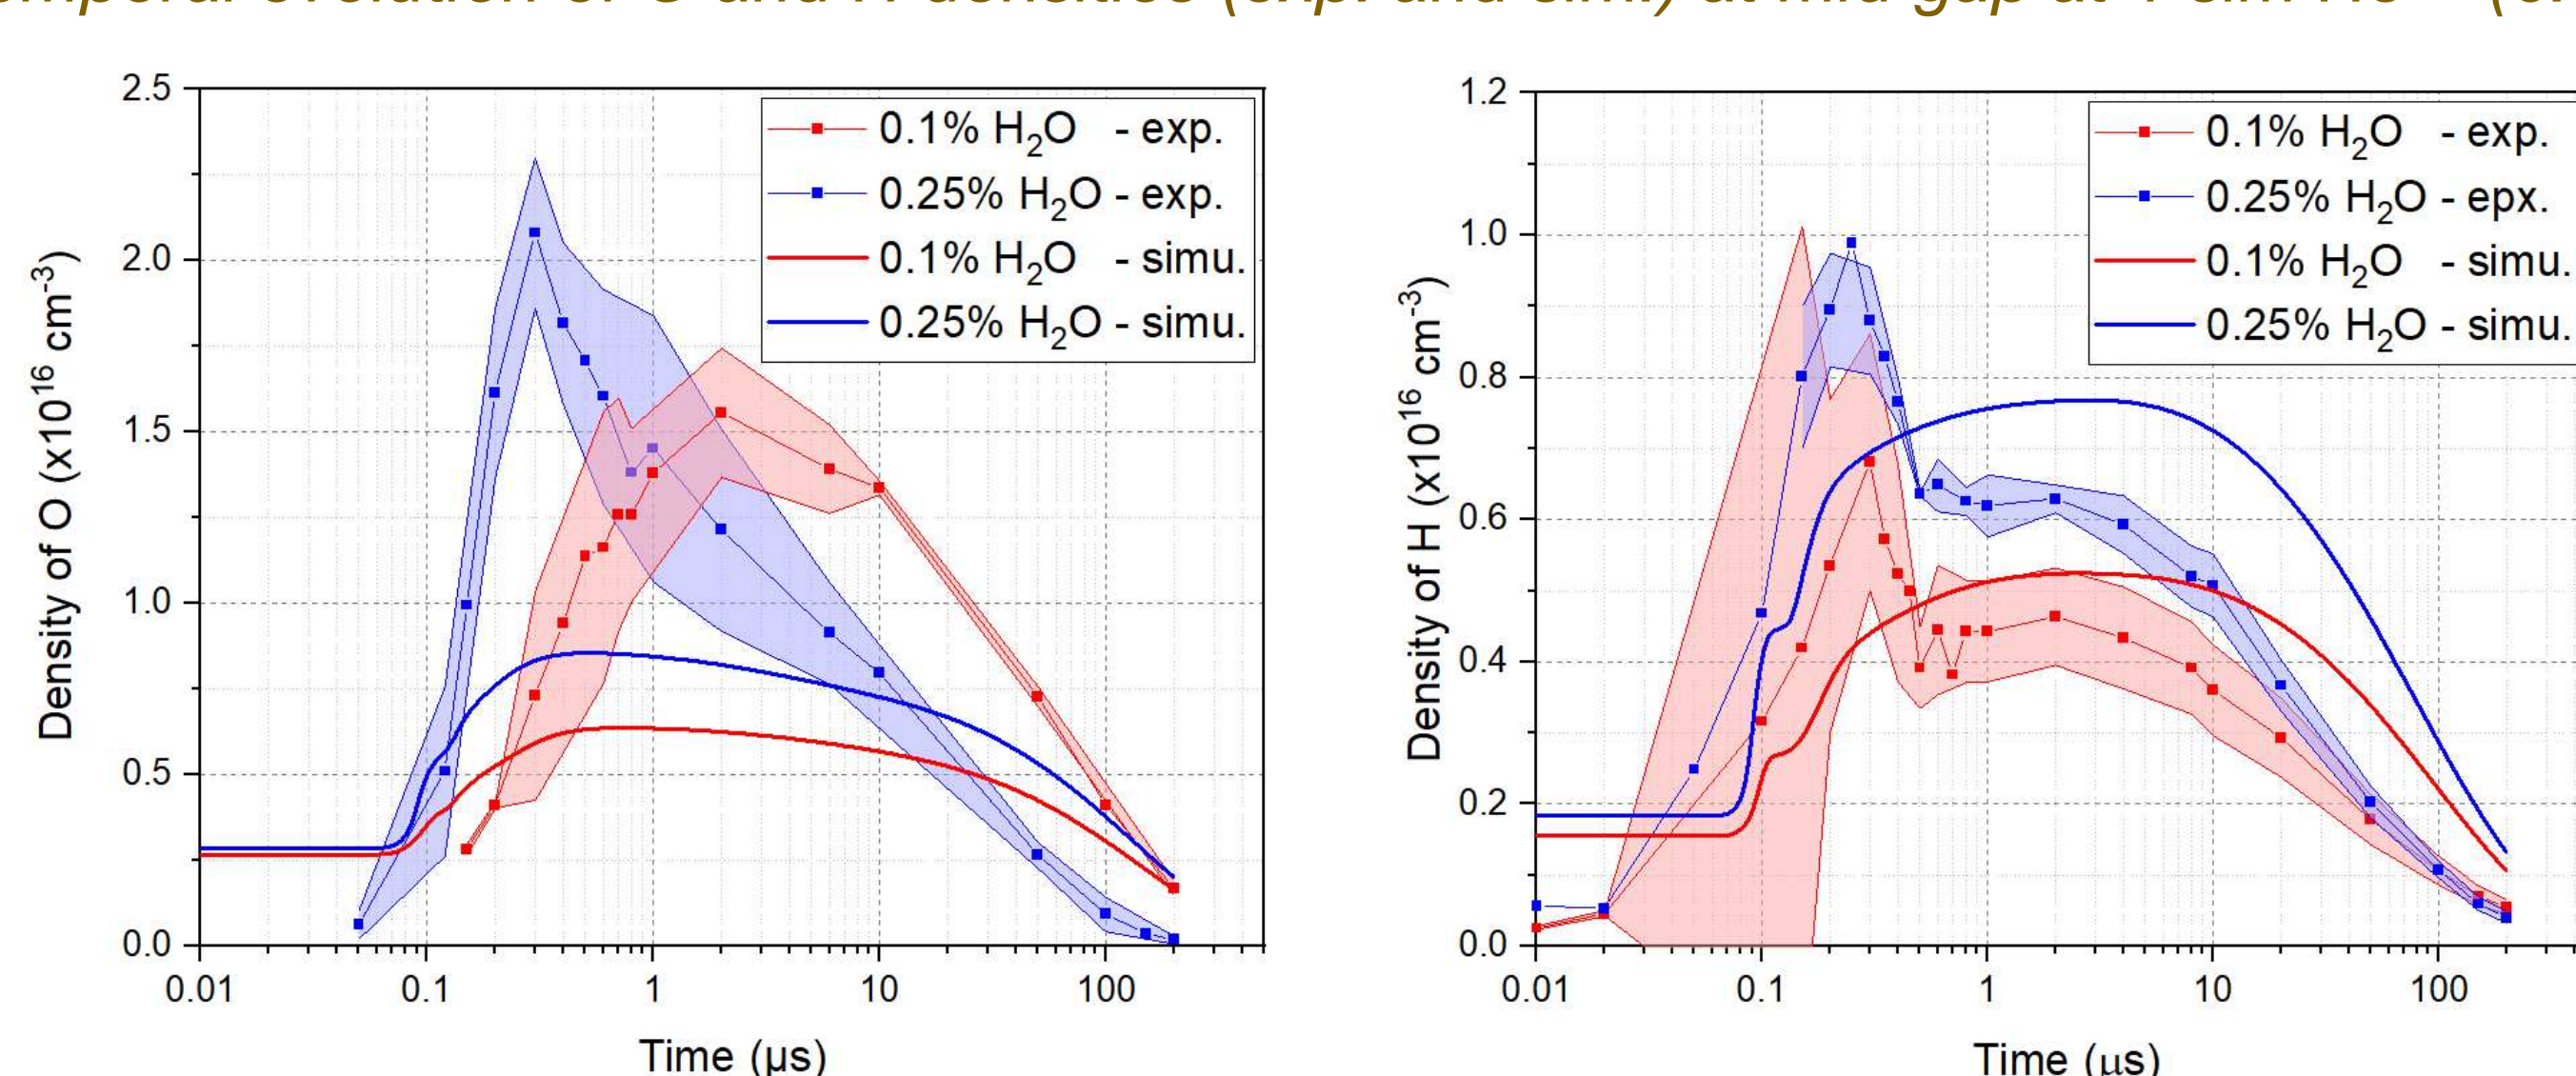 temporal evolution of O and H densities (exp. and sim.) at mid gap at
2.5
2.0
1.5
1.0
0.5
0.0
0.01 0.1 1 10 100
Density of O (x10¹⁶ cm⁻³)
Time (µs)
0.1% H₂O - exp.
0.25% H₂O - exp.
0.1% H₂O - simu.
0.25% H₂O - simu.
1.2
1.0
0.8
0.6
0.4
0.2
0.0
0.01 0.1 1 10 100
Density of H (x10¹⁶ cm⁻³)
Time (µs)
0.1% H₂O - exp.
0.25% H₂O - epx.
0.1% H₂O - simu.
0.25% H₂O - simu.